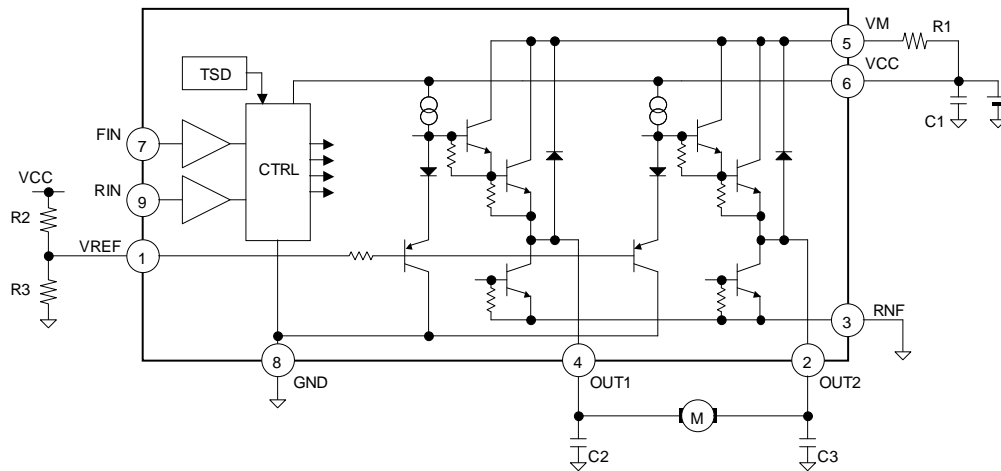 VM
R1
5
VCC
TSD
6
FIN
C1
7
CTRL
VCC
RIN
9
R2
VREF
1
R3
RNF
3
8
4
2
GND
OUT1
OUT2
M
C2
C3